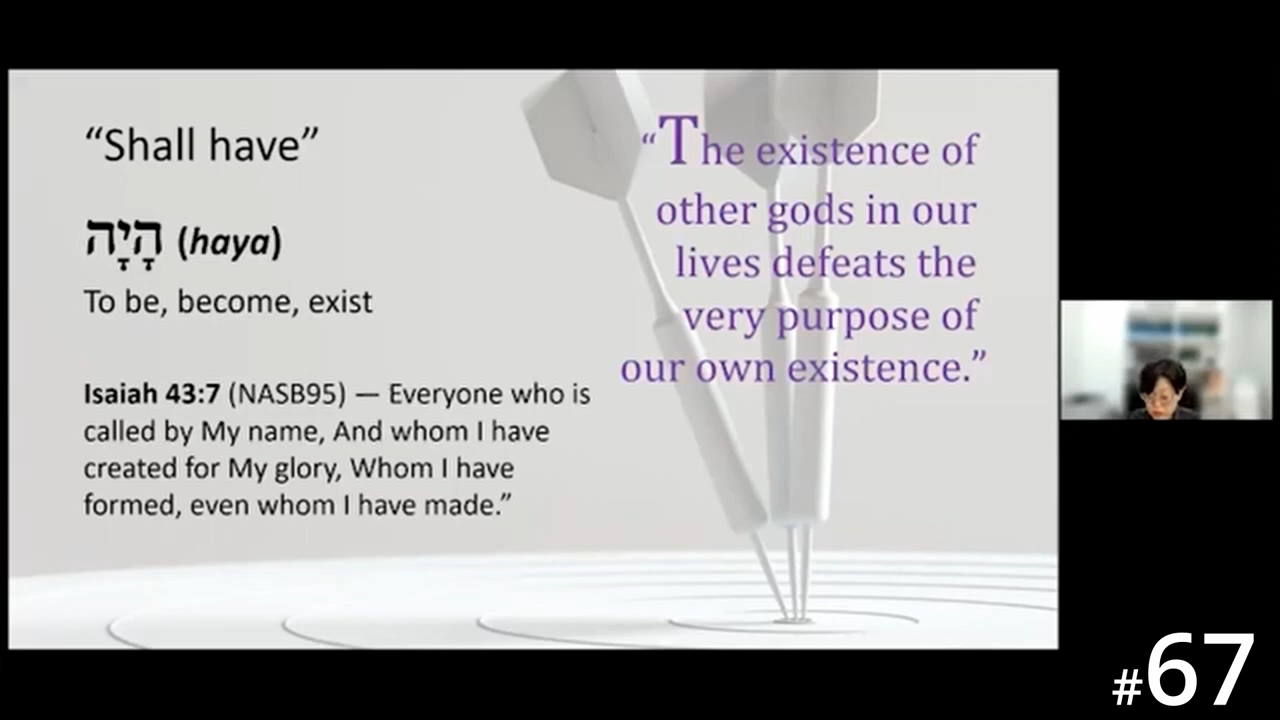 “Shall have”
הָיָה (haya)
To be, become, exist
Isaiah 43:7 (NASB95) — Everyone who is
called by My name, And whom I have
created for My glory, Whom I have
formed, even whom I have made.”
“The existence of
other gods in our
lives defeats the
very purpose of
our own existence.”
#67